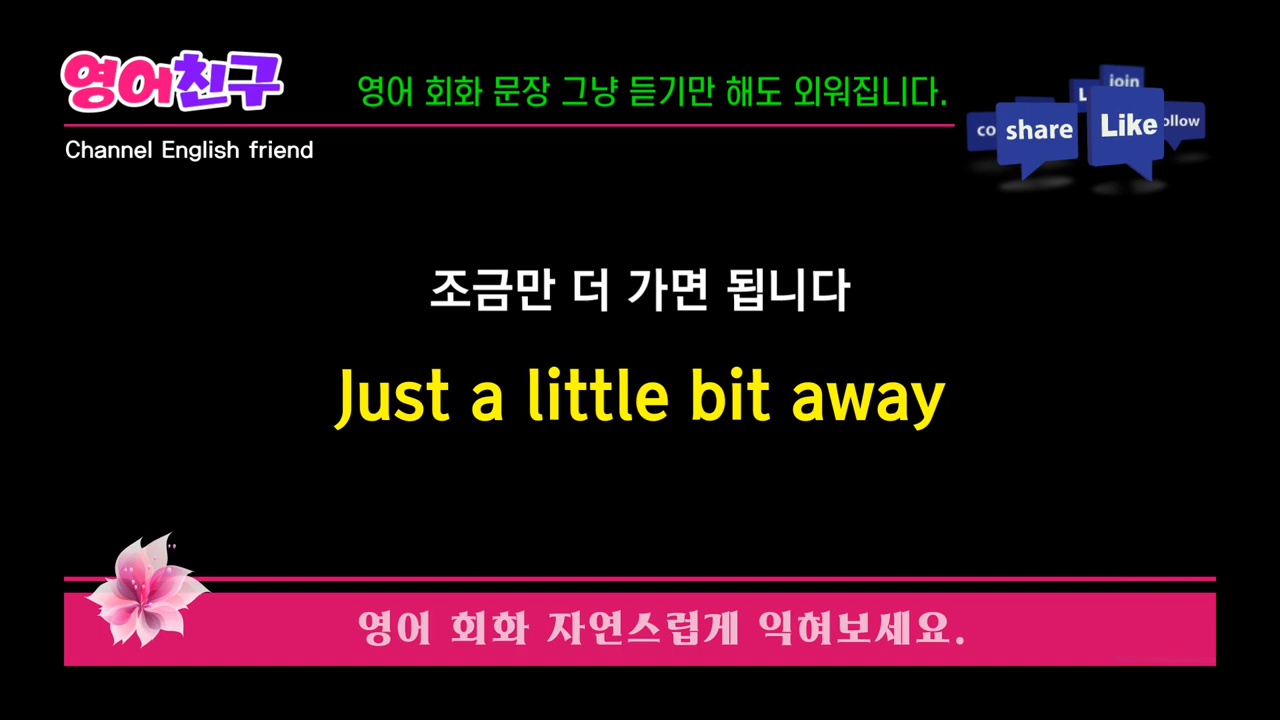 영어친구
영어 회화 문장 그냥 듣기만 해도 외워집니다.
Channel English friend
join
L
co
share
Like
ollow
조금만 더 가면 됩니다
Just a little bit away
영어 회화 자연스럽게 익혀보세요.